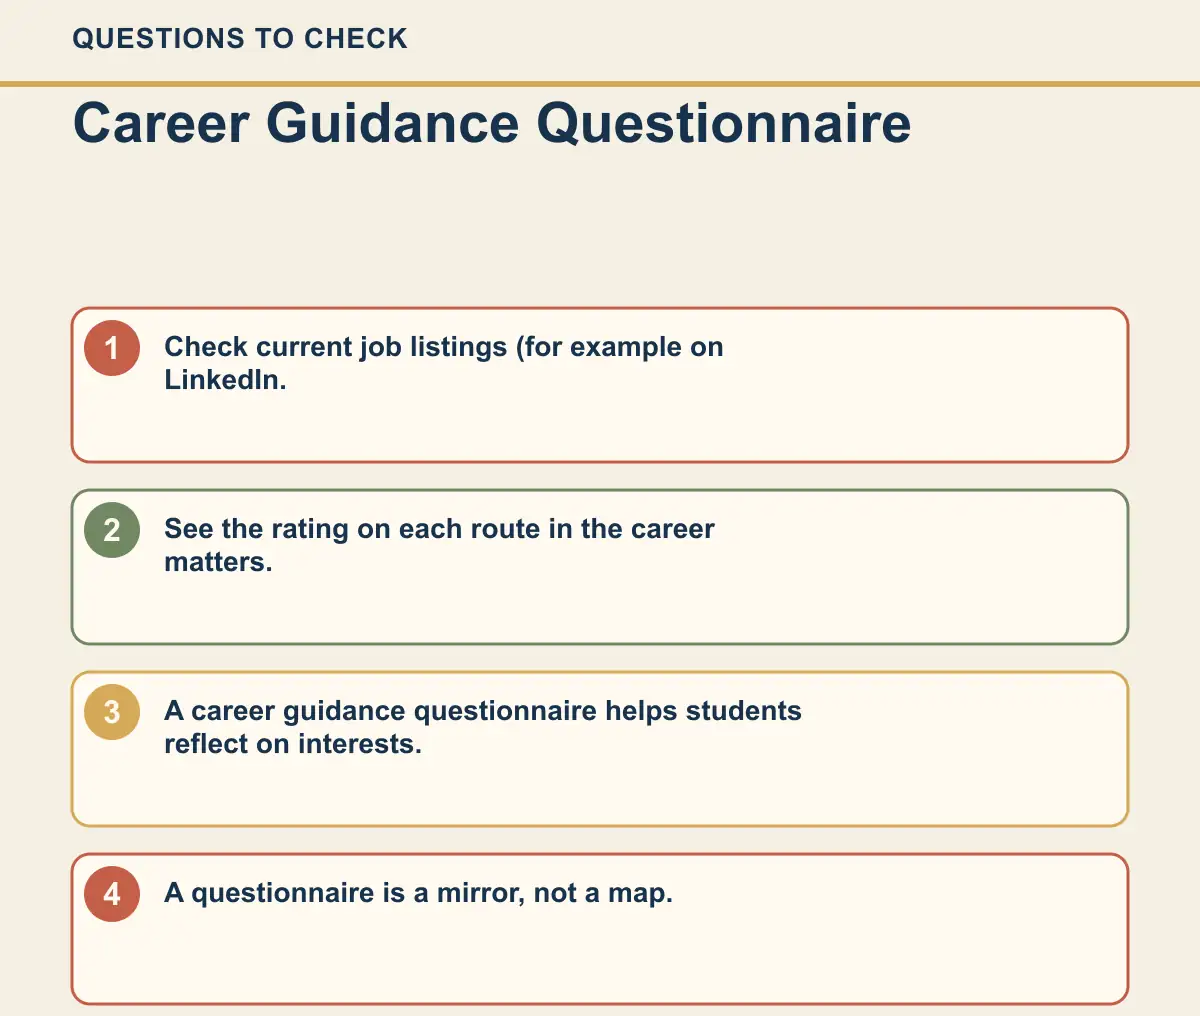 QUESTIONS TO CHECK
Career Guidance Questionnaire
1
Check current job listings (for example on
LinkedIn.
2
See the rating on each route in the career
matters.
3
A career guidance questionnaire helps students
reflect on interests.
4
A questionnaire is a mirror, not a map.